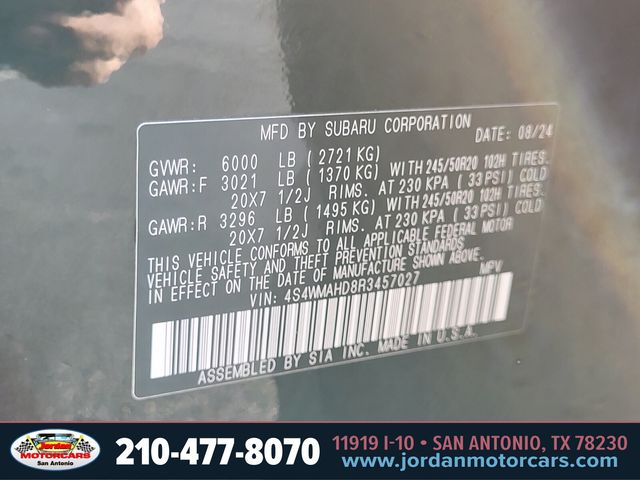 MFD BY SUBARU CORPORATION DATE: 08/24
GVWR: 6000 LB (2721 KG)
GAWR:F 3021 LB (1370 KG) WITH 245/50R20 102H TIRES.
20X7 1/2J RIMS. AT 230 KPA (33 PSI) COLD
GAWR:R 3296 LB (1495 KG) WITH 245/50R20 102H TIRES.
20X7 1/2J RIMS. AT 230 KPA (33 PSI) COLD
THIS VEHICLE CONFORMS TO ALL APPLICABLE FEDERAL MOTOR
VEHICLE SAFETY AND THEFT PREVENTION STANDARDS
IN EFFECT ON THE DATE OF MANUFACTURE SHOWN ABOVE.
VIN: 4S4WMAHD8R3457027 MPV
ASSEMBLED BY SIA INC. MADE IN U.S.A.
Jordan
MOTORCARS
San Antonio
210-477-8070
11919 I-10 • SAN ANTONIO, TX 78230
www.jordanmotorcars.com